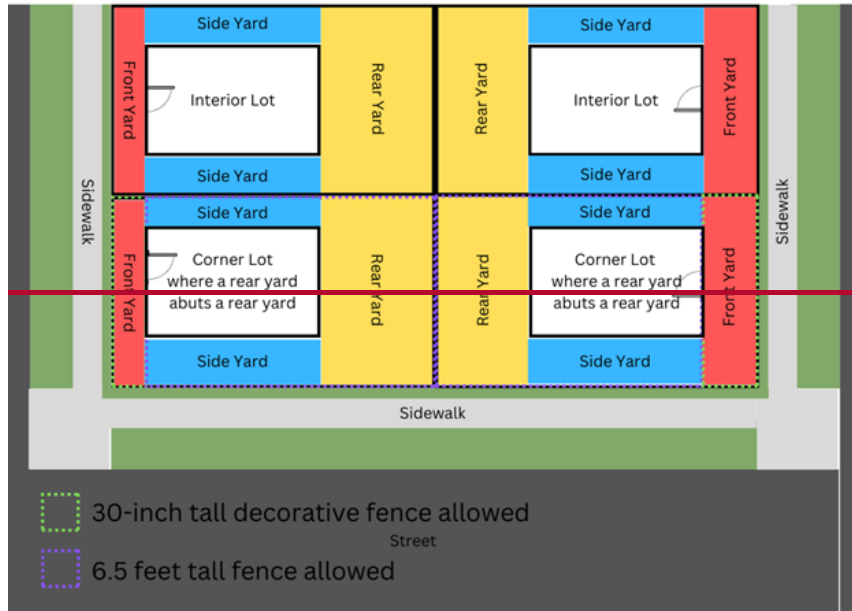 Side Yard
Side Yard
Front Yard
Interior Lot
Rear Yard
Rear Yard
Interior Lot
Front Yard
Side Yard
Side Yard
Sidewalk
Sidewalk
Side Yard
Side Yard
Front Yard
Corner Lot
where a rear yard
abuts a rear yard
Rear Yard
Rear Yard
Corner Lot
where a rear yard
abuts a rear yard
Front Yard
Side Yard
Side Yard
Sidewalk
30-inch tall decorative fence allowed
Street
6.5 feet tall fence allowed